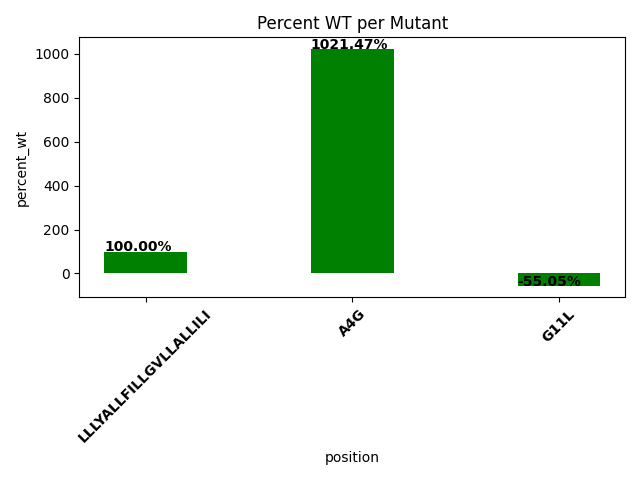 Percent WT per Mutant
percent_wt
1000
800
600
400
200
0
100.00%
1021.47%
-55.05%
LLLYALLFILLGVLLALLILI
A4G
G11L
position